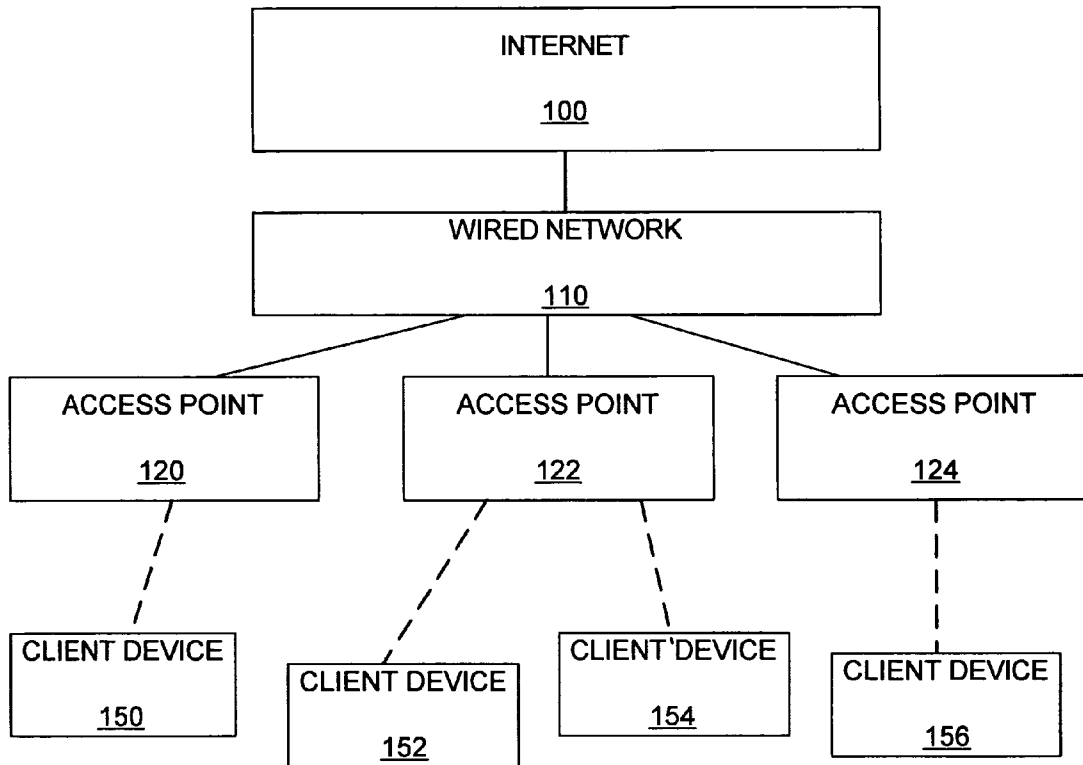 INTERNET
100
WIRED NETWORK
110
ACCESS POINT
120
ACCESS POINT
122
ACCESS POINT
124
CLIENT DEVICE
150
CLIENT DEVICE
152
CLIENT'DEVICE
154
CLIENT DEVICE
156